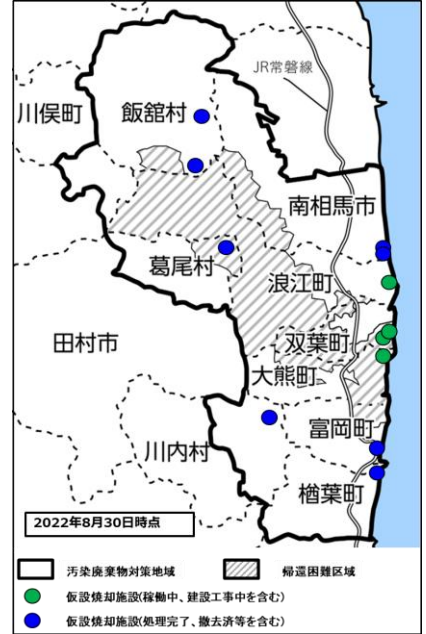 JR常磐線
川俣町
飯舘村
南相馬市
葛尾村
浪江町
田村市
双葉町
大熊町
川内村
富岡町
楢葉町
2022年8月30日時点
汚染廃棄物対策地域
帰還困難区域
仮設焼却施設(稼働中、建設工事中を含む)
仮設焼却施設(処理完了、撤去済等を含む)